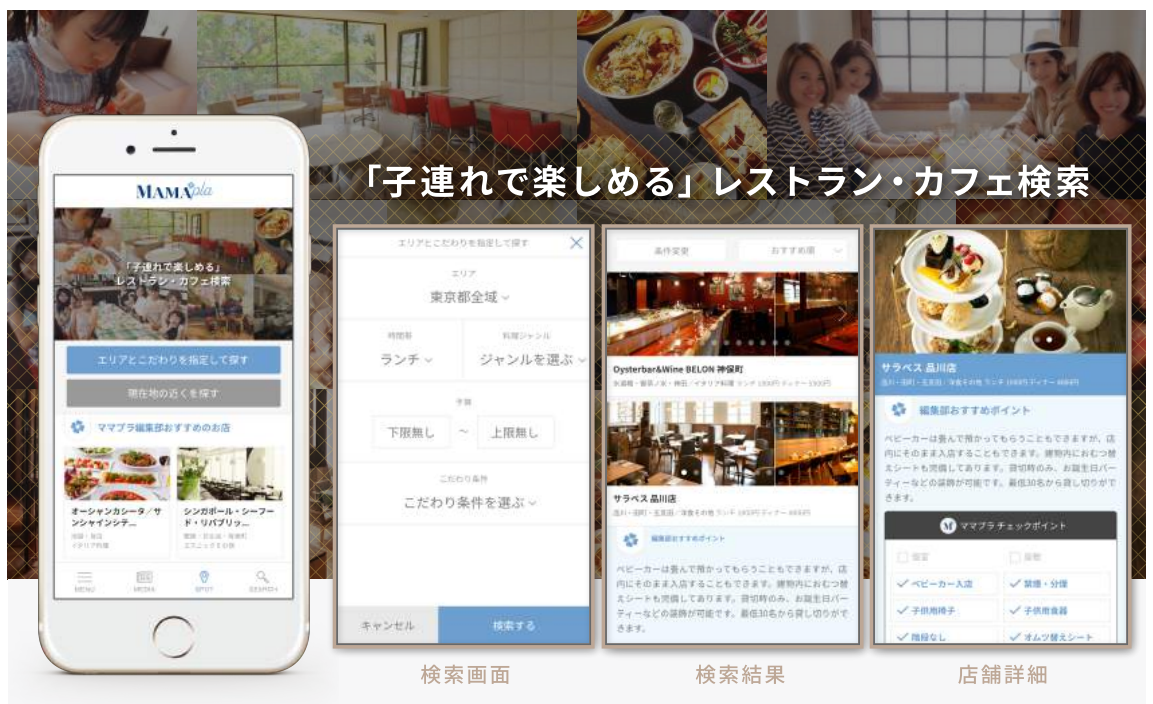 「子連れで楽しめる」レストラン・カフェ検索
MAMA pla
「子連れで楽しめる」
レストラン・カフェ検索
エリアとこだわりを指定して探す
現在地の近くを探す
ママプラ編集部おすすめのお店
オーシャンカシータ/サ
ンシャインシテ...
イタリア料理
シンガポール・シーフー
ド・リパブリッ...
エスニックその他
MENU
MEDIA
SPOT
SEARCH
エリアとこだわりを指定して探す
エリア
東京都全域
時間帯
ランチ
料理ジャンル
ジャンルを選ぶ
予算
下限無し
~
上限無し
こだわり条件
こだわり条件を選ぶ
キャンセル
検索する
検索画面
条件変更
おすすめ順
Oysterbar&Wine BELON 神保町
サラベス 品川店
編集部おすすめポイント
ベビーカーは畳んで預かってもらうこともできますが、店
内にそのまま入店することもできます。建物内におむつ替
えシートも完備してあります。貸切時のみ、お誕生日パー
ティーなどの装飾が可能です。最低30名から貸し切りがで
きます。
検索結果
サラベス 品川店
編集部おすすめポイント
ベビーカーは畳んで預かってもらうこともできますが、店
内にそのまま入店することもできます。建物内におむつ替
えシートも完備してあります。貸切時のみ、お誕生日パー
ティーなどの装飾が可能です。最低30名から貸し切りがで
きます。
M ママプラ チェックポイント
個室
座敷
ベビーカー入店
禁煙・分煙
子供用椅子
子供用食器
階段なし
オムツ替えシート
店舗詳細